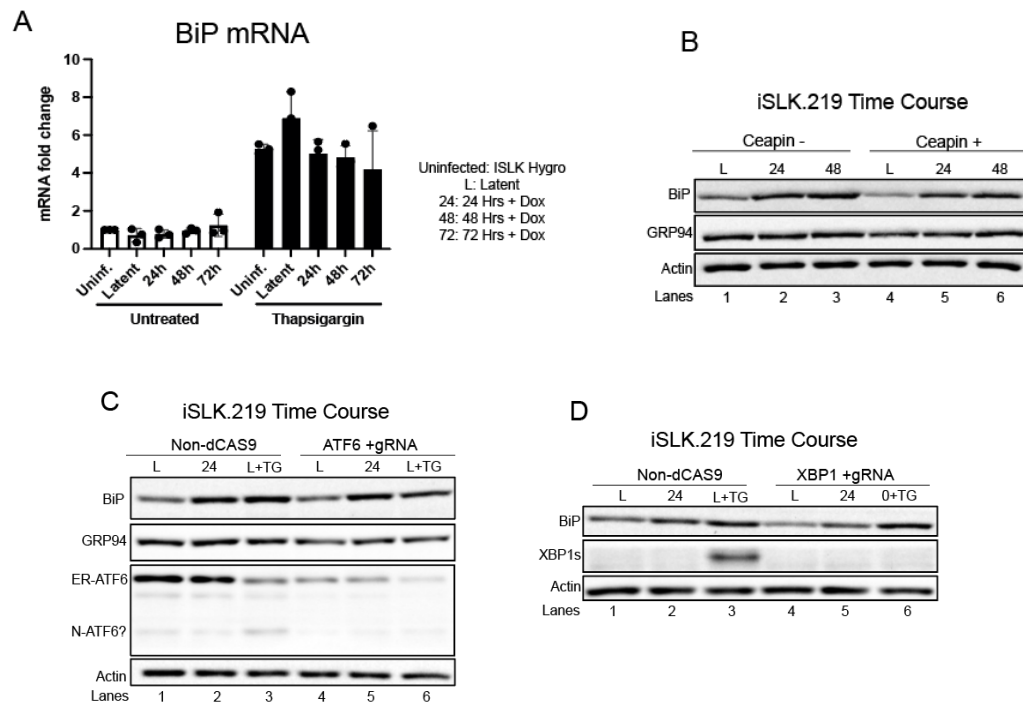 A
BiP mRNA
mRNA fold change
10
8
6
4
2
0
Uninf.
Latent
24h
48h
72h
Uninf.
Latent
24h
48h
72h
Untreated
Thapsigargin
Uninfected: ISLK Hygro
L: Latent
24: 24 Hrs + Dox
48: 48 Hrs + Dox
72: 72 Hrs + Dox
B
iSLK.219 Time Course
Ceapin - Ceapin +
L 24 48 L 24 48
BiP
GRP94
Actin
Lanes 1 2 3 4 5 6
C
iSLK.219 Time Course
Non-dCAS9 ATF6 +gRNA
L 24 L+TG L 24 L+TG
BiP
GRP94
ER-ATF6
N-ATF6?
Actin
Lanes 1 2 3 4 5 6
D
iSLK.219 Time Course
Non-dCAS9 XBP1 +gRNA
L 24 L+TG L 24 0+TG
BiP
XBP1s
Actin
Lanes 1 2 3 4 5 6